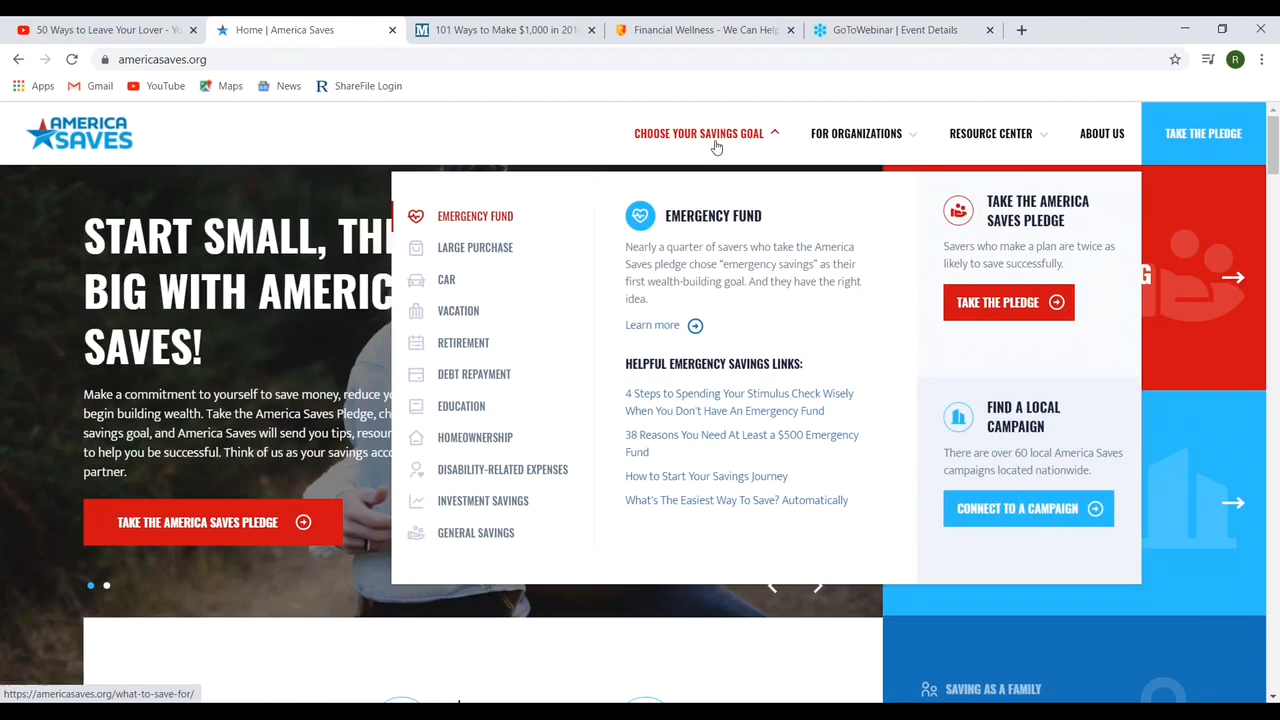 50 Ways to Leave Your Lover - Yo
Home | America Saves
101 Ways to Make $1,000 in 201
Financial Wellness - We Can Help
GoToWebinar | Event Details
americasaves.org
R
Apps
Gmail
YouTube
Maps
News
ShareFile Login
AMERICA
SAVES
CHOOSE YOUR SAVINGS GOAL
FOR ORGANIZATIONS
RESOURCE CENTER
ABOUT US
TAKE THE PLEDGE
START SMALL, TH
BIG WITH AMERIC
SAVES!
Make a commitment to yourself to save money, reduce yo
begin building wealth. Take the America Saves Pledge, ch
savings goal, and America Saves will send you tips, resour
to help you be successful. Think of us as your savings acco
partner.
TAKE THE AMERICA SAVES PLEDGE
EMERGENCY FUND
LARGE PURCHASE
CAR
VACATION
RETIREMENT
DEBT REPAYMENT
EDUCATION
HOMEOWNERSHIP
DISABILITY-RELATED EXPENSES
INVESTMENT SAVINGS
GENERAL SAVINGS
EMERGENCY FUND
Nearly a quarter of savers who take the America
Saves pledge chose "emergency savings" as their
first wealth-building goal. And they have the right
idea.
Learn more
HELPFUL EMERGENCY SAVINGS LINKS:
4 Steps to Spending Your Stimulus Check Wisely
When You Don't Have An Emergency Fund
38 Reasons You Need At Least a $500 Emergency
Fund
How to Start Your Savings Journey
What's The Easiest Way To Save? Automatically
TAKE THE AMERICA
SAVES PLEDGE
Savers who make a plan are twice as
likely to save successfully.
TAKE THE PLEDGE
FIND A LOCAL
CAMPAIGN
There are over 60 local America Saves
campaigns located nationwide.
CONNECT TO A CAMPAIGN
G
SAVING AS A FAMILY
https://americasaves.org/what-to-save-for/